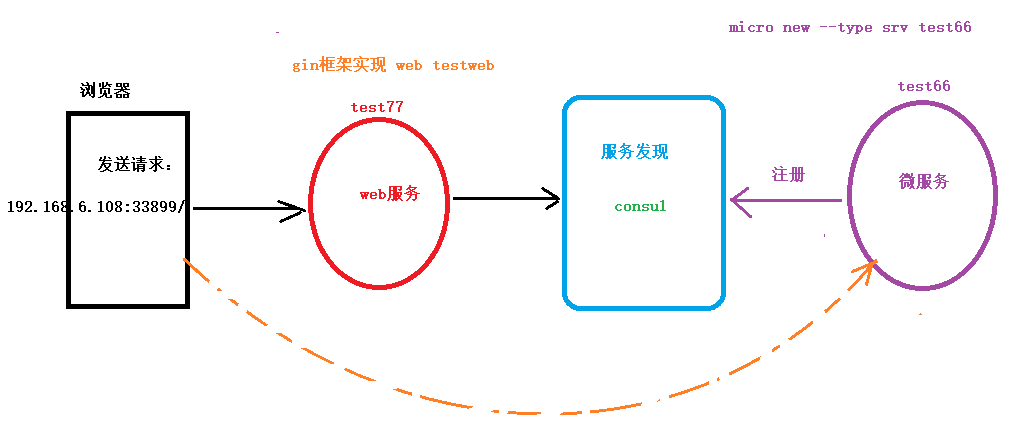 micro new --type srv test66
gin框架实现 web testweb
浏览器
test77
test66
发送请求:
服务发现
web服务
注册
微服务
192.168.6.108:33899/
consul